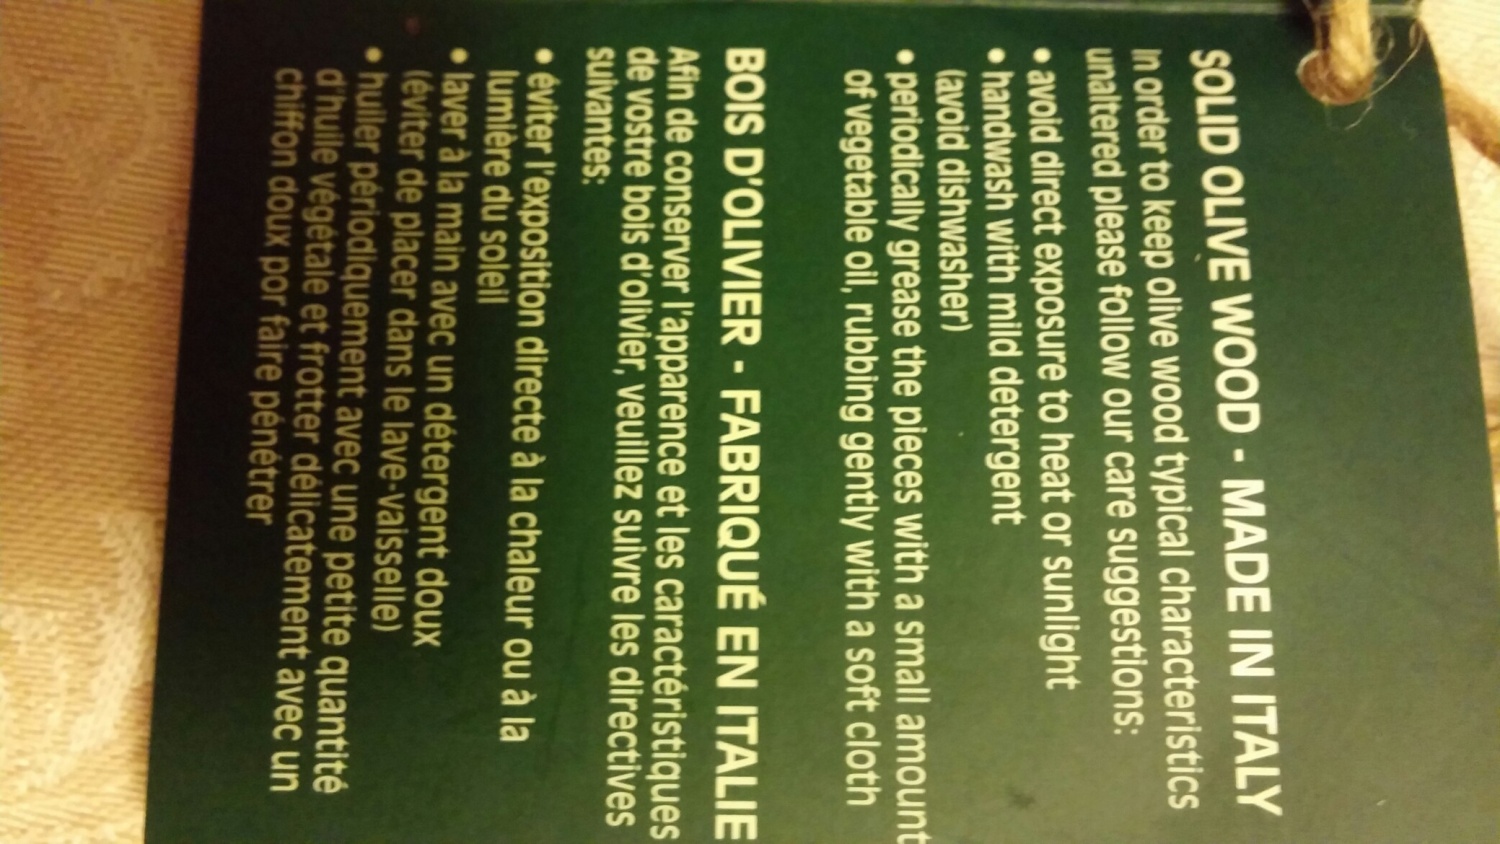 SOLID OLIVE WOOD - MADE IN ITALY
In order to keep olive wood typical characteristics
unaltered please follow our care suggestions:
• avoid direct exposure to heat or sunlight
• handwash with mild detergent
(avoid dishwasher)
• periodically grease the pieces with a small amount
of vegetable oil, rubbing gently with a soft cloth
BOIS D'OLIVIER - FABRIQUÉ EN ITALIE
Afin de conserver l'apparence et les caractéristiques
de vostre bois d'olivier, veuillez suivre les directives
suivantes:
• éviter l'exposition directe à la chaleur ou à la
lumière du soleil
• laver à la main avec un détergent doux
(éviter de placer dans le lave-vaisselle)
• huiler périodiquement avec une petite quantité
d'huile végétale et frotter délicatement avec un
chiffon doux por faire pénétrer